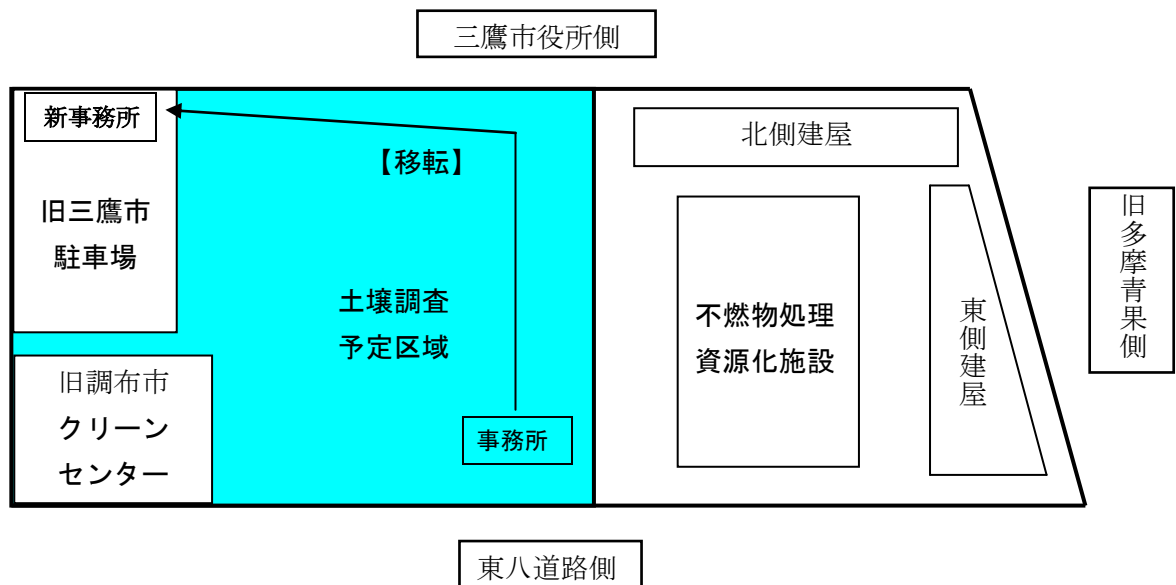 三鷹市役所側
新事務所
【移転】
北側建屋
旧三鷹市
駐車場
旧多摩青果側
土壌調査
予定区域
不燃物処理
資源化施設
東側建屋
旧調布市
クリーン
センター
事務所
東八道路側